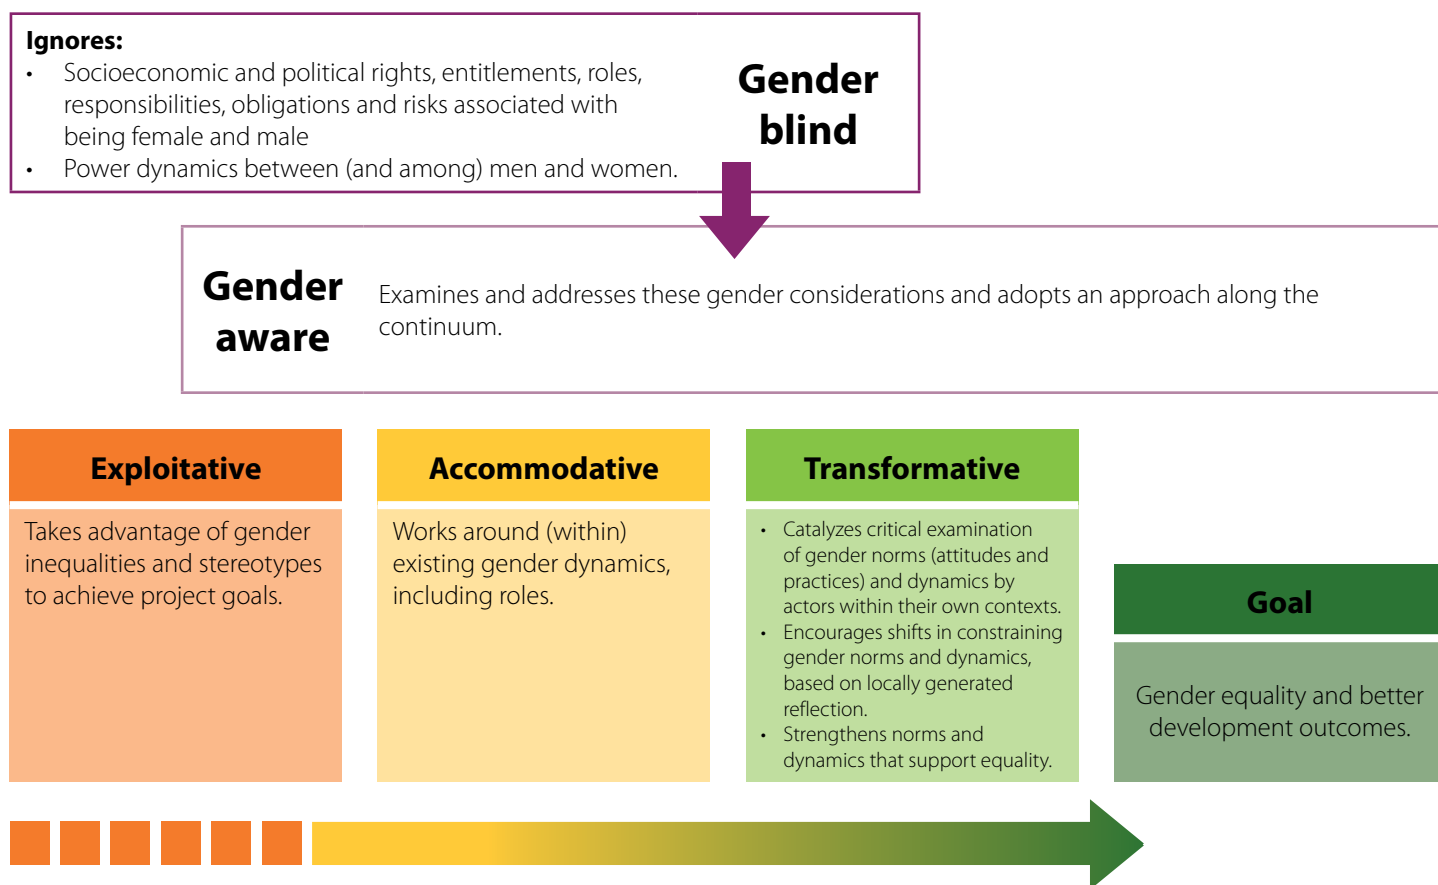 Ignores:
• Socioeconomic and political rights, entitlements, roles,
responsibilities, obligations and risks associated with
being female and male
• Power dynamics between (and among) men and women.
Gender
blind
Gender
aware
Examines and addresses these gender considerations and adopts an approach along the
continuum.
Exploitative
Takes advantage of gender
inequalities and stereotypes
to achieve project goals.
Accommodative
Works around (within)
existing gender dynamics,
including roles.
Transformative
• Catalyzes critical examination
of gender norms (attitudes and
practices) and dynamics by
actors within their own contexts.
• Encourages shifts in constraining
gender norms and dynamics,
based on locally generated
reflection.
• Strengthens norms and
dynamics that support equality.
Goal
Gender equality and better
development outcomes.